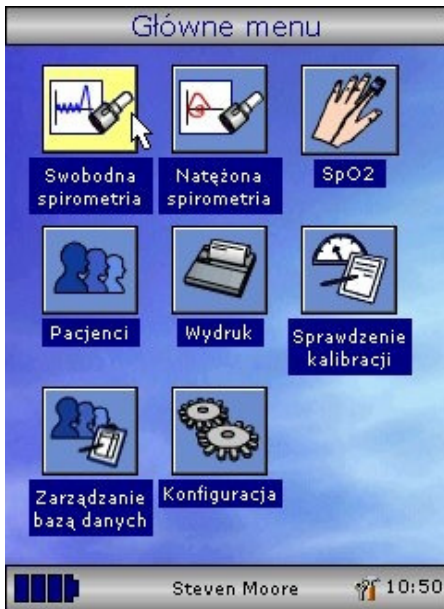 Główne menu
Swobodna
spirometria
Natężona
spirometria
SpO2
Pacjenci
Wydruk
Sprawdzenie
kalibracji
Zarządzanie
bazą danych
Konfiguracja
Steven Moore
10:50